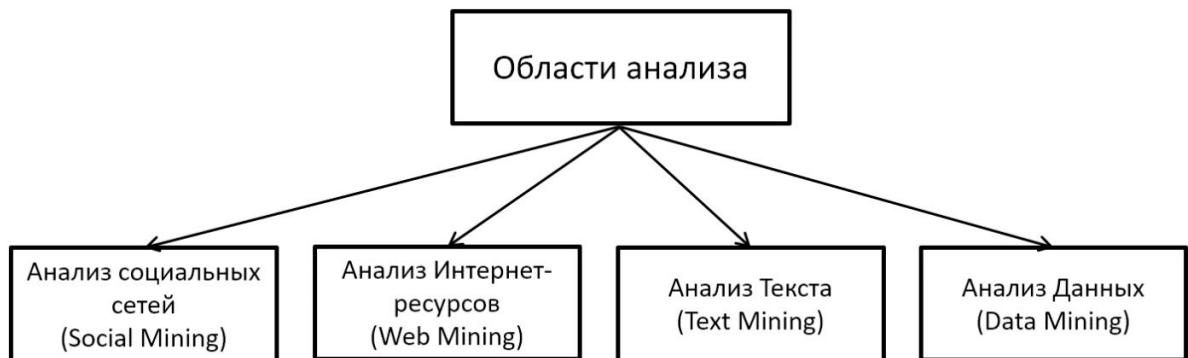 Области анализа
Анализ социальных
сетей
(Social Mining)
Анализ Интернет-
ресурсов
(Web Mining)
Анализ Текста
(Text Mining)
Анализ Данных
(Data Mining)